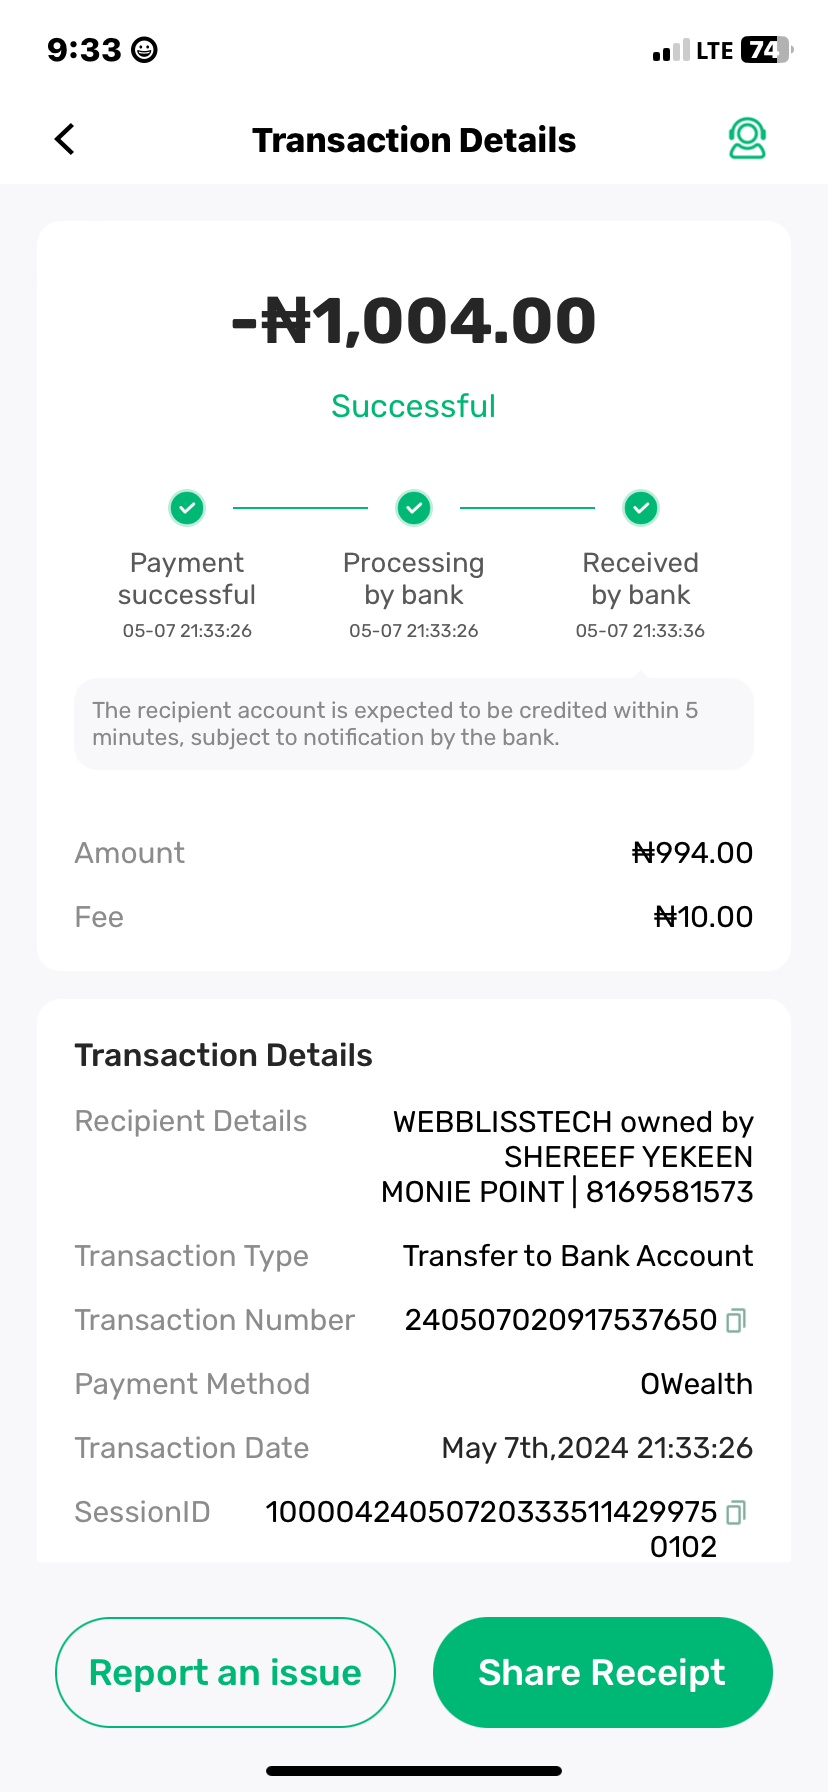 9:33
LTE 74
Transaction Details
-₦1,004.00
Successful
Payment successful
05-07 21:33:26
Processing by bank
05-07 21:33:26
Received by bank
05-07 21:33:36
The recipient account is expected to be credited within 5
minutes, subject to notification by the bank.
Amount ₦994.00
Fee ₦10.00
Transaction Details
Recipient Details WEBBLISSTECH owned by
SHEREEF YEKEEN
MONIE POINT | 8169581573
Transaction Type Transfer to Bank Account
Transaction Number 240507020917537650
Payment Method OWealth
Transaction Date May 7th,2024 21:33:26
SessionID 10000424050720333511429975
0102
Report an issue
Share Receipt